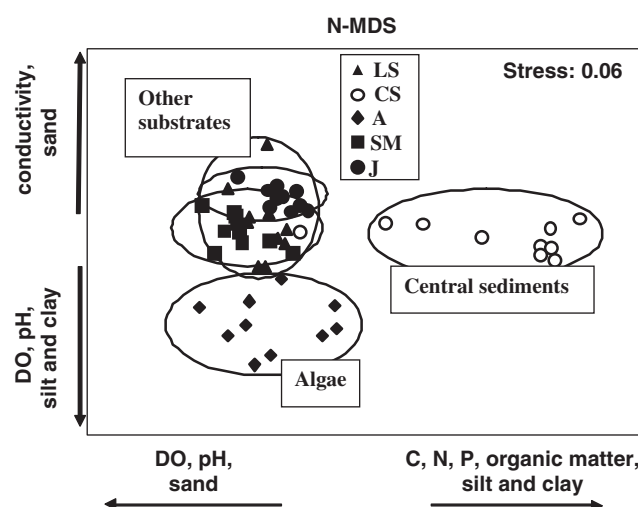 N-MDS
Stress: 0.06
Other
substrates
LS
CS
A
SM
J
Central sediments
Algae
conductivity,
sand
DO, pH,
silt and clay
DO, pH,
sand
C, N, P, organic matter,
silt and clay